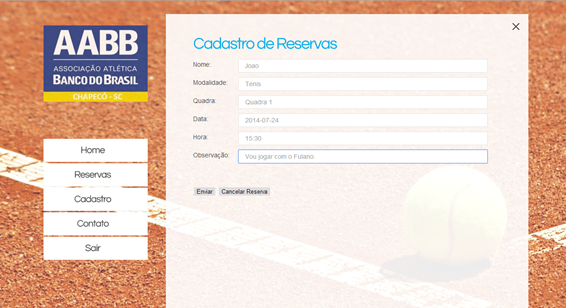 AABB
ASSOCIAÇÃO ATLÉTICA
BANCO DO BRASIL
CHAPECÓ - SC
Home
Reservas
Cadastro
Contato
Sair
Cadastro de Reservas
Nome: Joao
Modalidade: Tenis
Quadra: Quadra 1
Data: 2014-07-24
Hora: 15:30
Observação: Vou jogar com o Fulano.
Enviar Cancelar Reserva